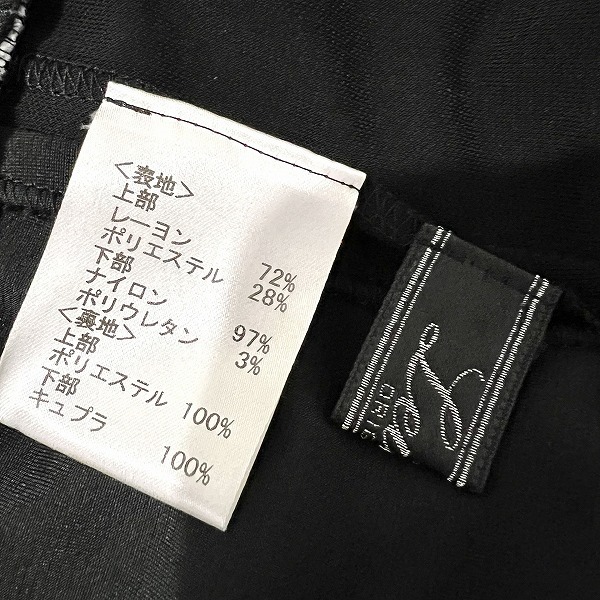 <表地>
上部
レーヨン 72%
ポリエステル 28%
下部
ナイロン 97%
ポリウレタン 3%
<裏地>
上部
ポリエステル 100%
下部
キュプラ 100%